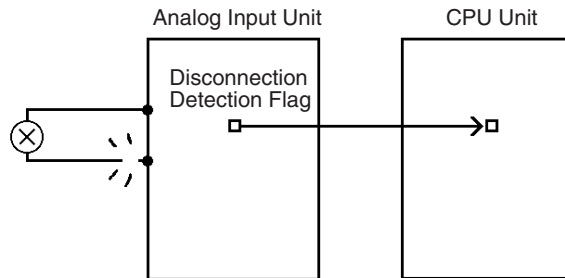 Analog Input Unit
CPU Unit
Disconnection
Detection Flag